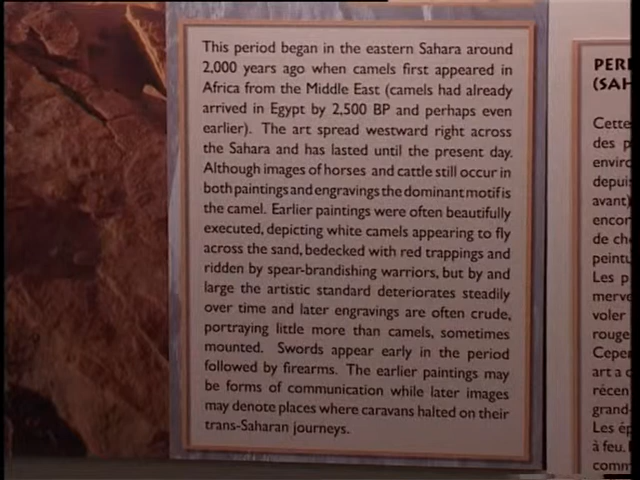 This period began in the eastern Sahara around
2,000 years ago when camels first appeared in
Africa from the Middle East (camels had already
arrived in Egypt by 2,500 BP and perhaps even
earlier). The art spread westward right across
the Sahara and has lasted until the present day.
Although images of horses and cattle still occur in
both paintings and engravings the dominant motif is
the camel. Earlier paintings were often beautifully
executed, depicting white camels appearing to fly
across the sand, bedecked with red trappings and
ridden by spear-brandishing warriors, but by and
large the artistic standard deteriorates steadily
over time and later engravings are often crude,
portraying little more than camels, sometimes
mounted. Swords appear early in the period
followed by firearms. The earlier paintings may
be forms of communication while later images
may denote places where caravans halted on their
trans-Saharan journeys.
PERI
(SAH
Cette
des p
enviro
depui
avant)
encor
de ch
peintu
Les p
merve
voler
rouge
Cepen
art a c
récen
grand
Les ép
à feu.
comm